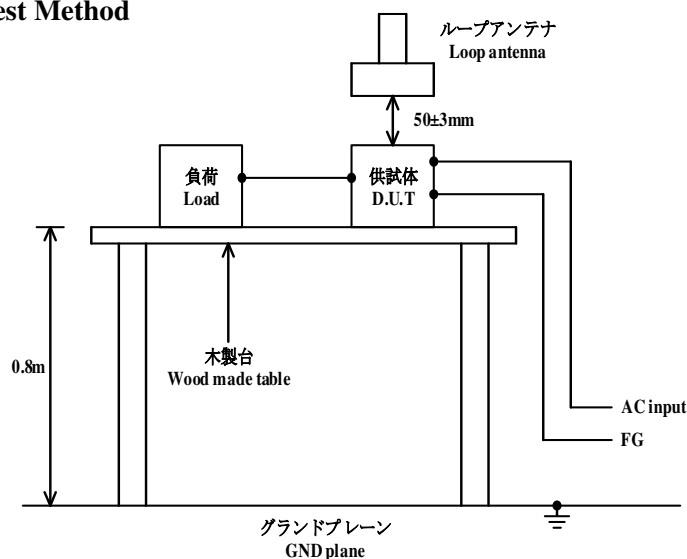 est Method
ループアンテナ
Loop antenna
50±3mm
負荷
Load
供試体
D.U.T
0.8m
木製台
Wood made table
AC input
FG
グランドプレーン
GND plane